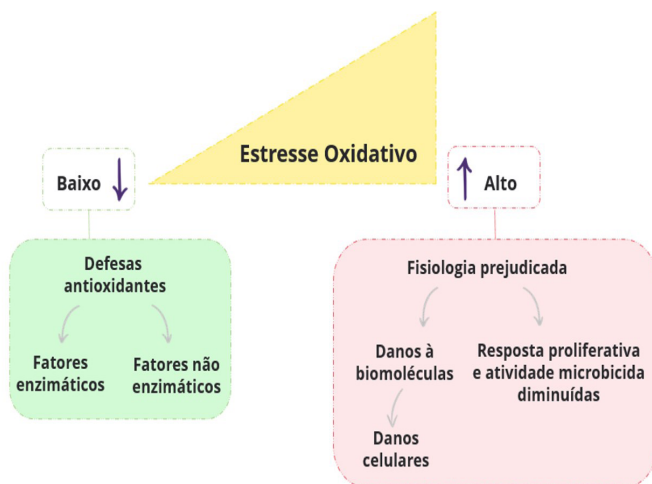 Estresse Oxidativo
Baixo
Alto
Defesas
antioxidantes
Fatores
enzimáticos
Fatores não
enzimáticos
Fisiologia prejudicada
Danos à
biomoléculas
Resposta proliferativa
e atividade microbicida
diminuídas
Danos
celulares